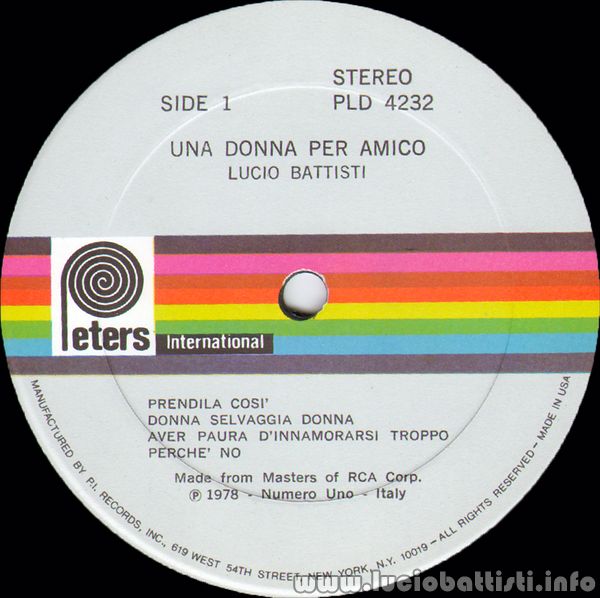 STEREO
SIDE 1 PLD 4232
UNA DONNA PER AMICO
LUCIO BATTISTI
Peters
International
PRENDILA COSI'
DONNA SELVAGGIA DONNA
AVER PAURA D'INNAMORARSI TROPPO
PERCHE' NO
Made from Masters of RCA Corp.
℗ 1978 - Numero Uno - Italy
MANUFACTURED BY P.I. RECORDS, INC., 619 WEST 54TH STREET, NEW YORK, N.Y. 10019 – ALL RIGHTS RESERVED – MADE IN USA
www.luciobattisti.info